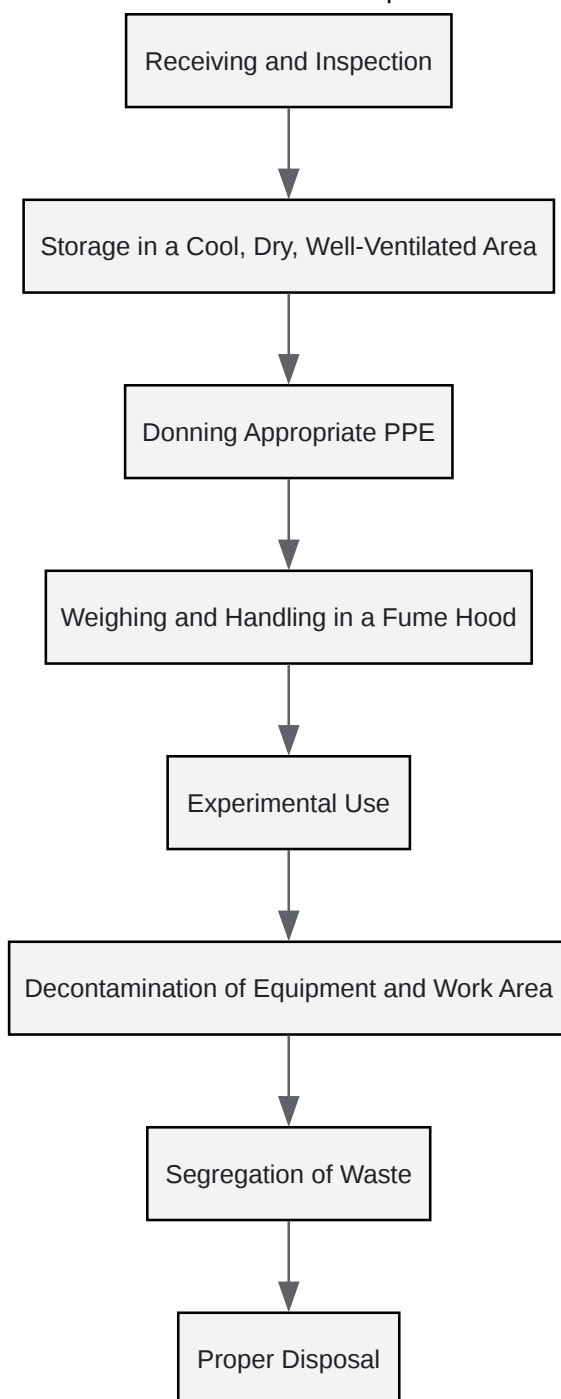 Receiving and Inspection
Storage in a Cool, Dry, Well-Ventilated Area
Donning Appropriate PPE
Weighing and Handling in a Fume Hood
Experimental Use
Decontamination of Equipment and Work Area
Segregation of Waste
Proper Disposal